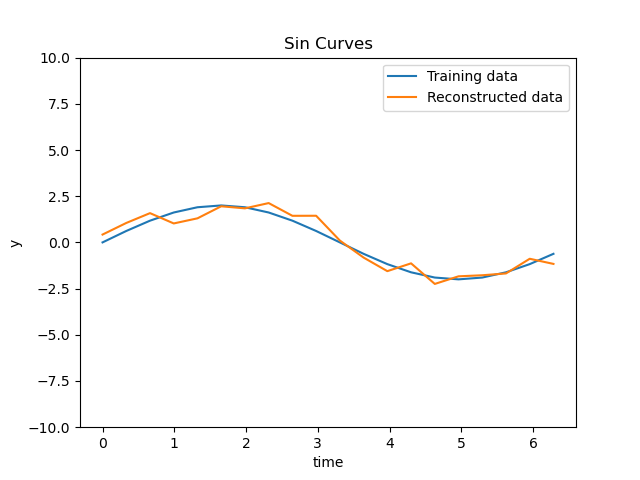 Sin Curves
Training data
Reconstructed data
10.0
7.5
5.0
2.5
0.0
−2.5
−5.0
−7.5
−10.0
y
0 1 2 3 4 5 6
time